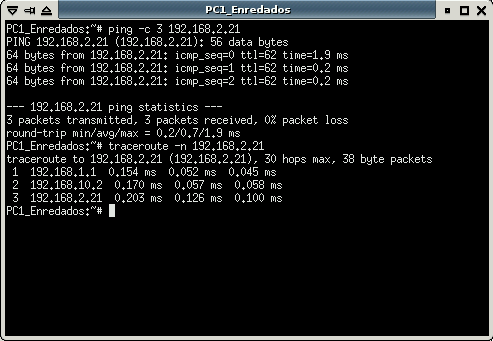 PC1_Enredados
PC1_Enredados:~# ping -c 3 192.168.2.21
PING 192.168.2.21 (192.168.2.21): 56 data bytes
64 bytes from 192.168.2.21: icmp_seq=0 ttl=62 time=1.9 ms
64 bytes from 192.168.2.21: icmp_seq=1 ttl=62 time=0.2 ms
64 bytes from 192.168.2.21: icmp_seq=2 ttl=62 time=0.2 ms
--- 192.168.2.21 ping statistics ---
3 packets transmitted, 3 packets received, 0% packet loss
round-trip min/avg/max = 0.2/0.7/1.9 ms
PC1_Enredados:~# traceroute -n 192.168.2.21
traceroute to 192.168.2.21 (192.168.2.21), 30 hops max, 38 byte packets
1 192.168.1.1 0.154 ms 0.052 ms 0.045 ms
2 192.168.10.2 0.170 ms 0.057 ms 0.058 ms
3 192.168.2.21 0.203 ms 0.126 ms 0.100 ms
PC1_Enredados:~#